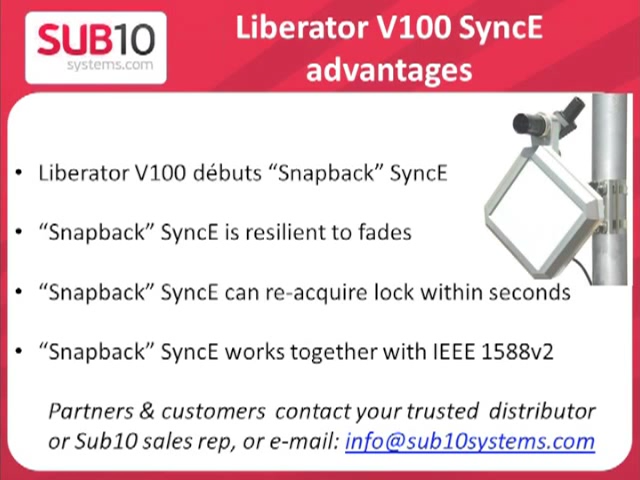 SUB10
systems.com
Liberator V100 SyncE
advantages
• Liberator V100 débuts “Snapback” SyncE
• “Snapback” SyncE is resilient to fades
• “Snapback” SyncE can re-acquire lock within seconds
• “Snapback” SyncE works together with IEEE 1588v2
Partners & customers contact your trusted distributor
or Sub10 sales rep, or e-mail: info@sub10systems.com